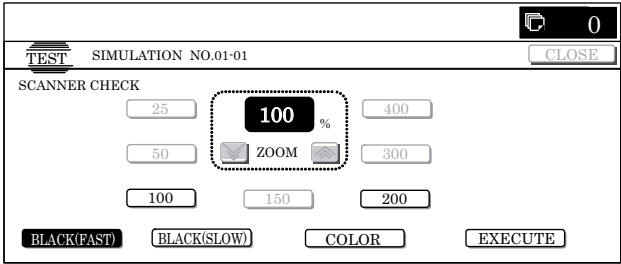 0
TEST SIMULATION NO.01-01 CLOSE
SCANNER CHECK
25 100 % 400
50 ZOOM 300
100 150 200
BLACK(FAST) BLACK(SLOW) COLOR EXECUTE